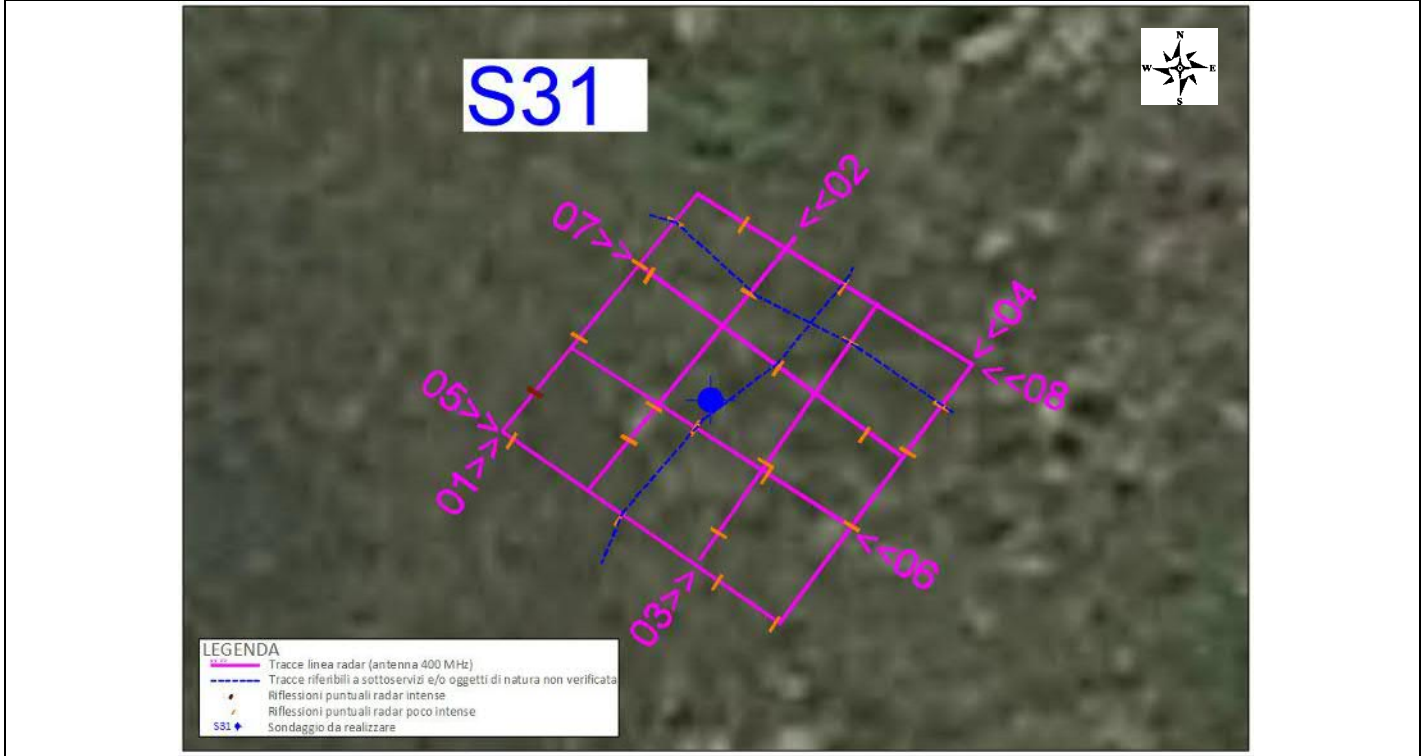 S31
N
W E
S
<<02
07>>
<<04
<<08
05>>
01>>
<<06
03>>
LEGENDA
Tracce linea radar (antenna 400 MHz)
Tracce riferibili a sottoservizi e/o oggetti di natura non verificata
Riflessioni puntuali radar intense
Riflessioni puntuali radar poco intense
S31 Sondaggio da realizzare